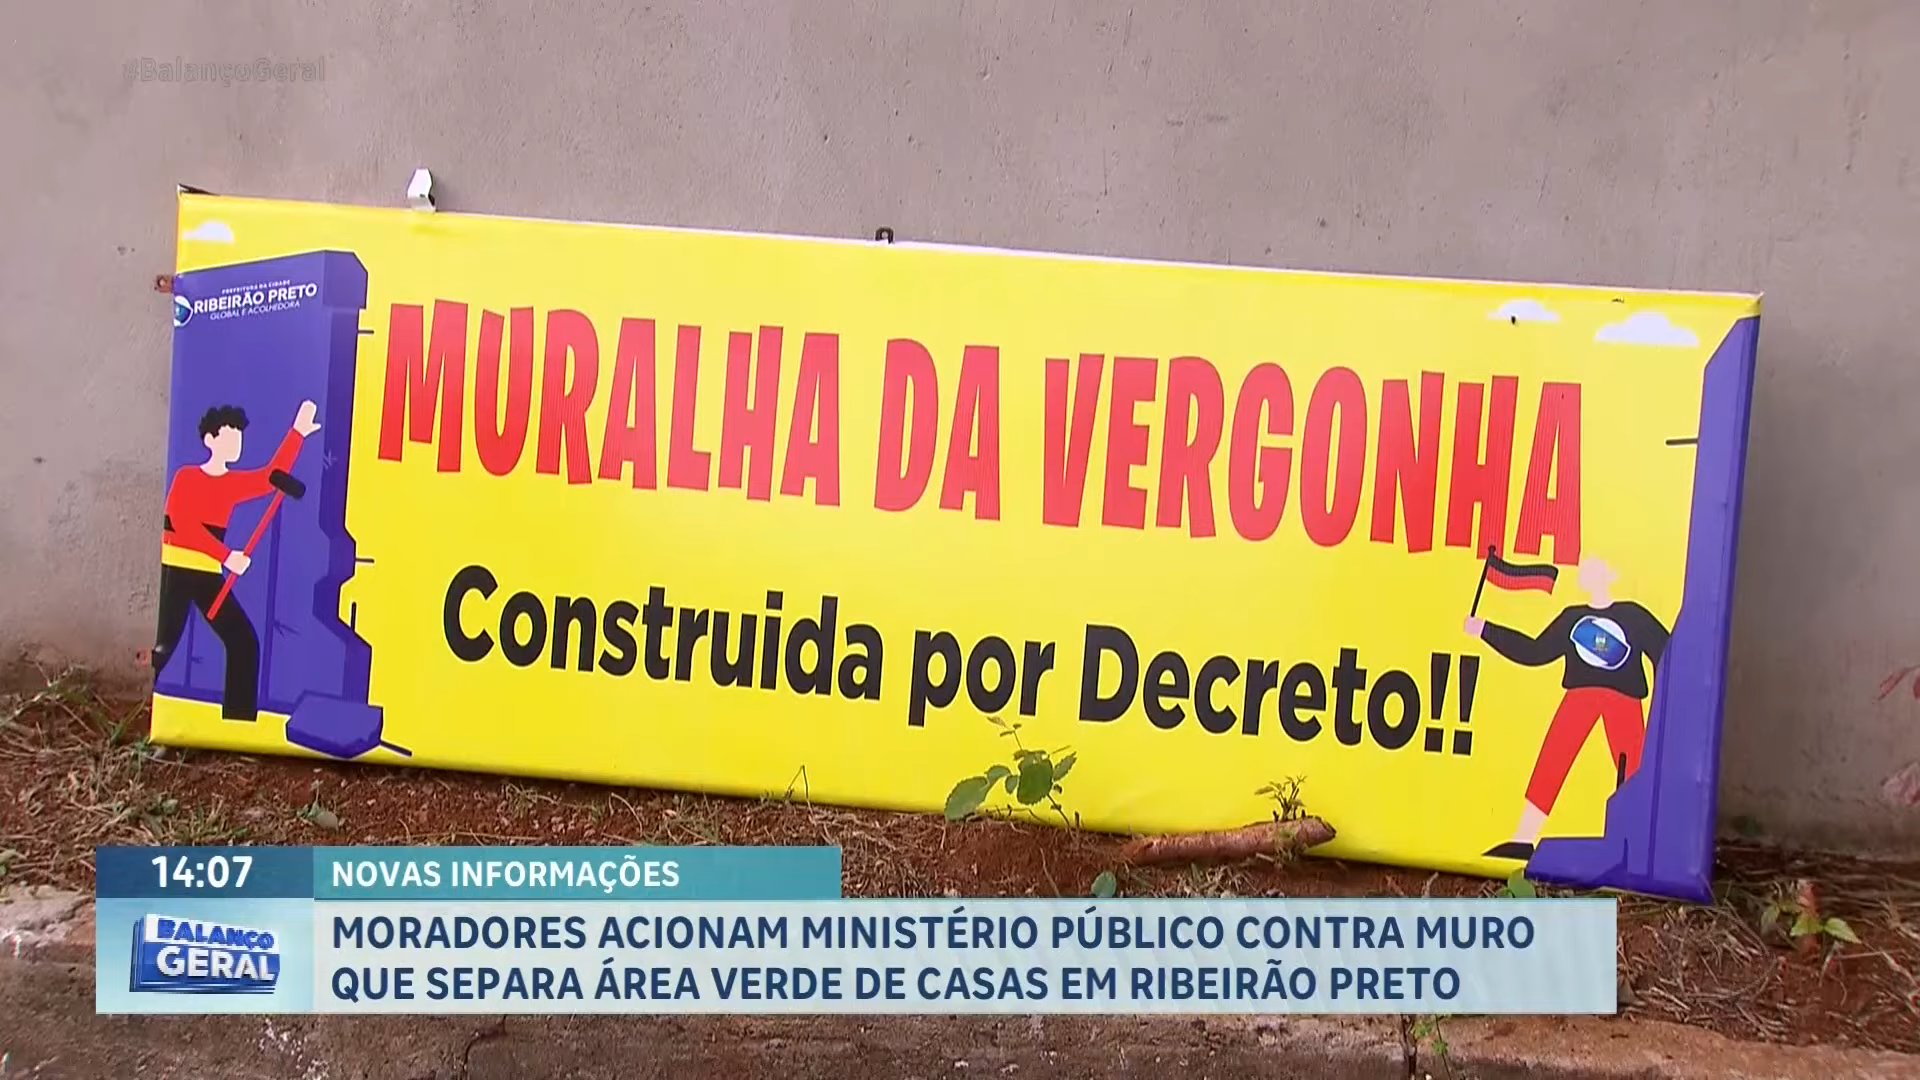 #BalançoGeral
PREFEITURA DA CIDADE
RIBEIRÃO PRETO
GLOBAL E ACOLHEDORA
MURALHA DA VERGONHA
Construida por Decreto!!
14:07
NOVAS INFORMAÇÕES
BALANÇO
GERAL
MORADORES ACIONAM MINISTÉRIO PÚBLICO CONTRA MURO
QUE SEPARA ÁREA VERDE DE CASAS EM RIBEIRÃO PRETO